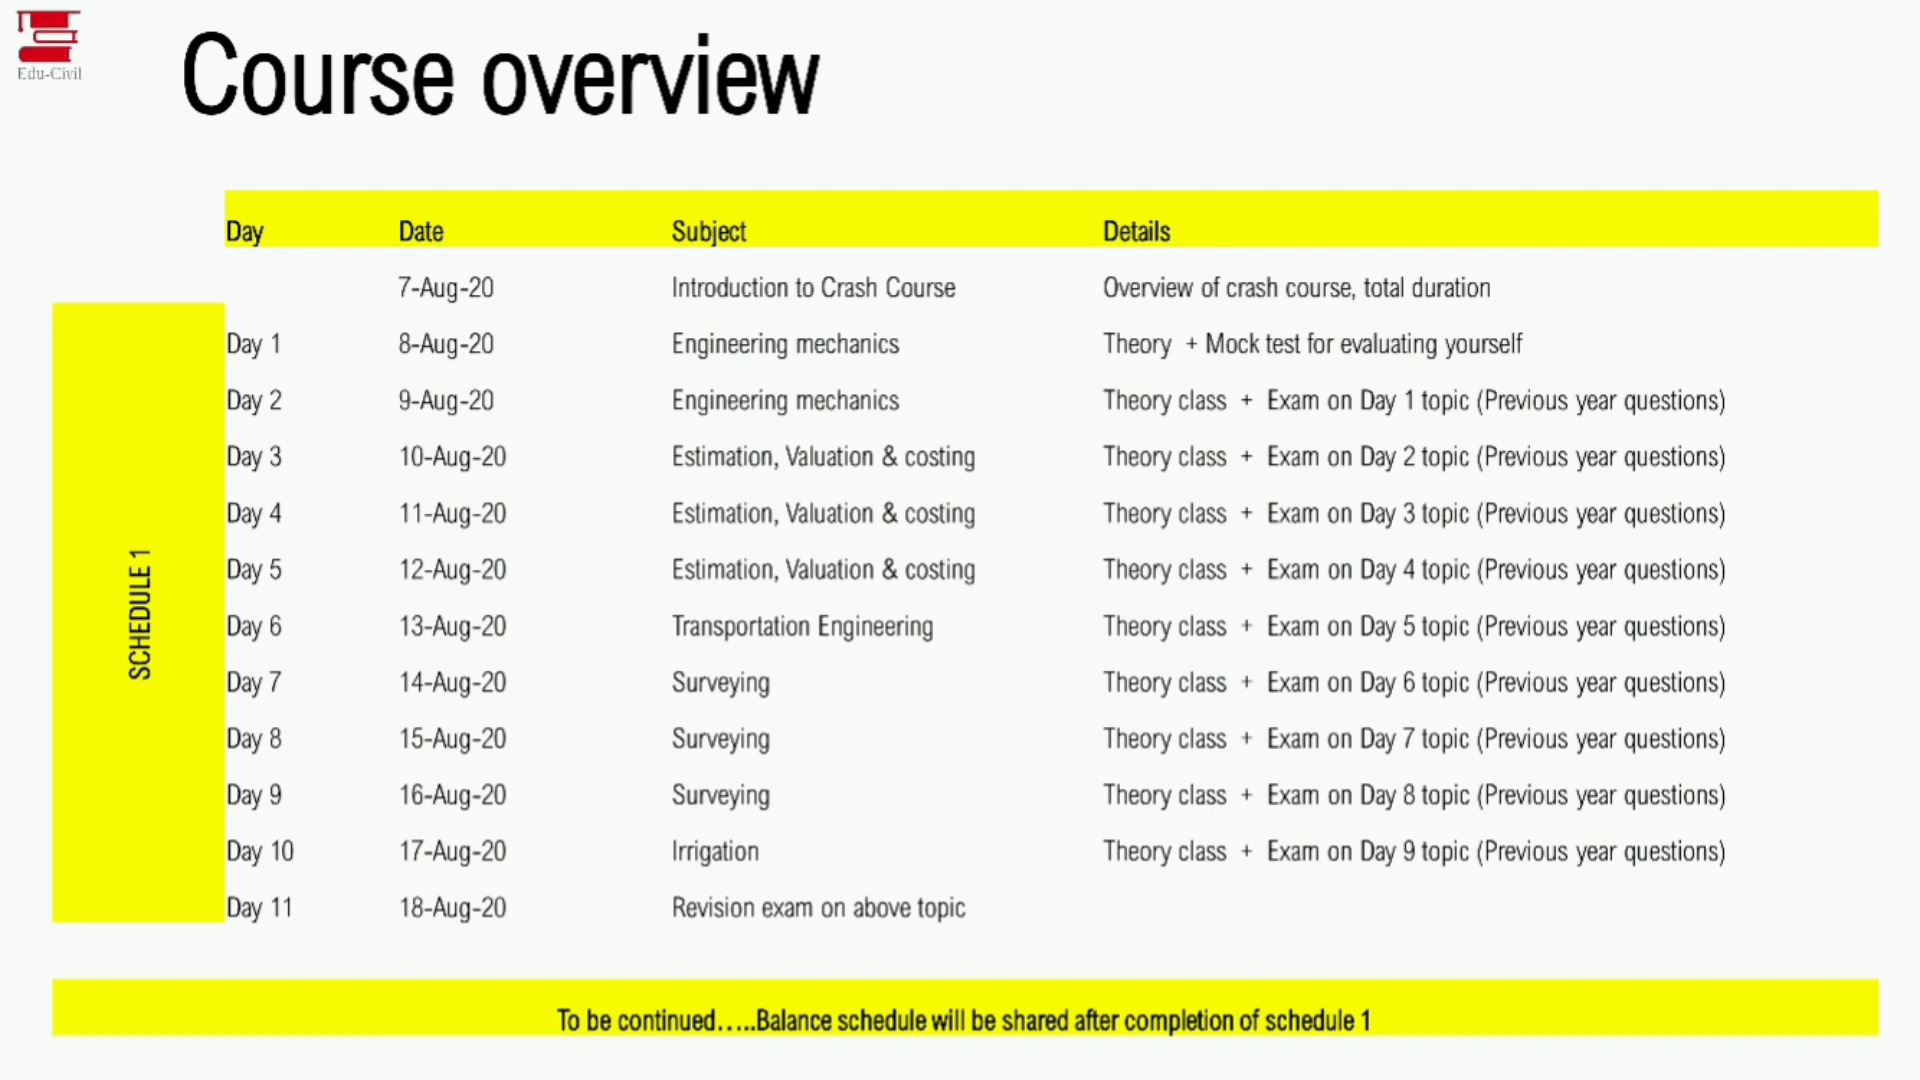 Edu-Civil
Course overview
Day Date Subject Details
7-Aug-20 Introduction to Crash Course Overview of crash course, total duration
Day 1 8-Aug-20 Engineering mechanics Theory + Mock test for evaluating yourself
Day 2 9-Aug-20 Engineering mechanics Theory class + Exam on Day 1 topic (Previous year questions)
Day 3 10-Aug-20 Estimation, Valuation & costing Theory class + Exam on Day 2 topic (Previous year questions)
Day 4 11-Aug-20 Estimation, Valuation & costing Theory class + Exam on Day 3 topic (Previous year questions)
Day 5 12-Aug-20 Estimation, Valuation & costing Theory class + Exam on Day 4 topic (Previous year questions)
Day 6 13-Aug-20 Transportation Engineering Theory class + Exam on Day 5 topic (Previous year questions)
Day 7 14-Aug-20 Surveying Theory class + Exam on Day 6 topic (Previous year questions)
Day 8 15-Aug-20 Surveying Theory class + Exam on Day 7 topic (Previous year questions)
Day 9 16-Aug-20 Surveying Theory class + Exam on Day 8 topic (Previous year questions)
Day 10 17-Aug-20 Irrigation Theory class + Exam on Day 9 topic (Previous year questions)
Day 11 18-Aug-20 Revision exam on above topic
SCHEDULE 1
To be continued…..Balance schedule will be shared after completion of schedule 1